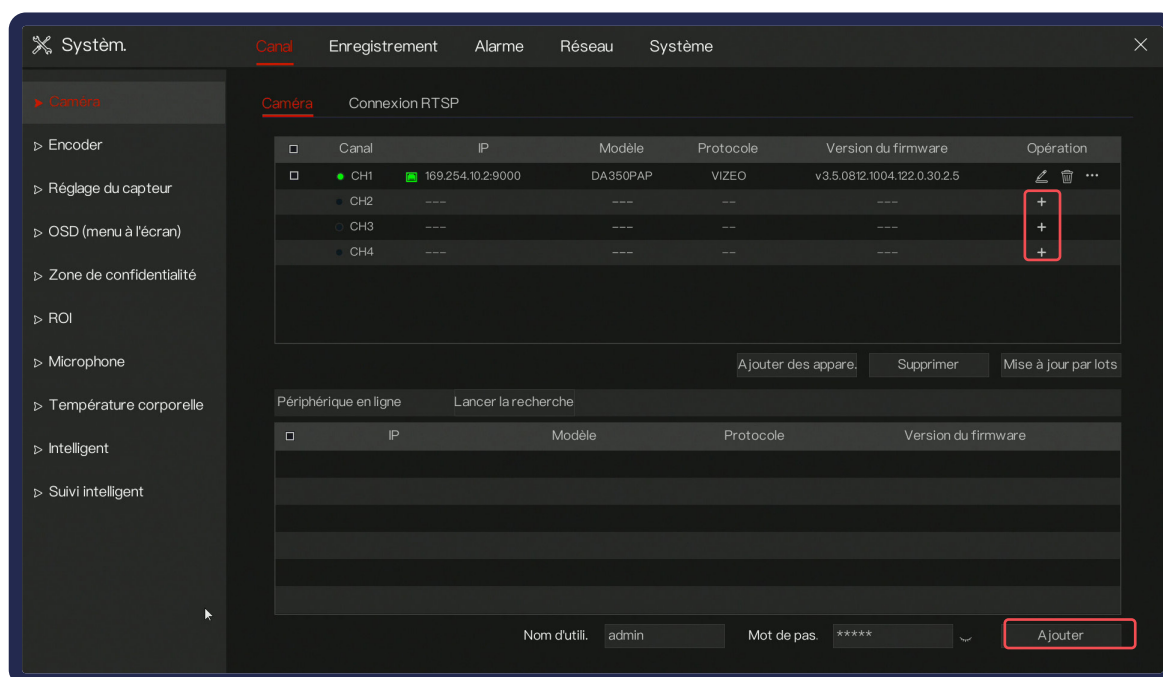 Systèm.
Canal Enregistrement Alarme Réseau Système
Caméra
Encoder
Réglage du capteur
OSD (menu à l'écran)
Zone de confidentialité
ROI
Microphone
Température corporelle
Intelligent
Suivi intelligent
Caméra Connexion RTSP
Canal IP Modèle Protocole Version du firmware Opération
CH1 169.254.10.2:9000 DA350PAP VIZEO v3.5.0812.1004.122.0.30.2.5
CH2 --- --- -- --- +
CH3 --- --- -- --- +
CH4 --- --- -- --- +
Ajouter des appare. Supprimer Mise à jour par lots
Périphérique en ligne Lancer la recherche
IP Modèle Protocole Version du firmware
Nom d'utili. admin Mot de pas. ***** Ajouter